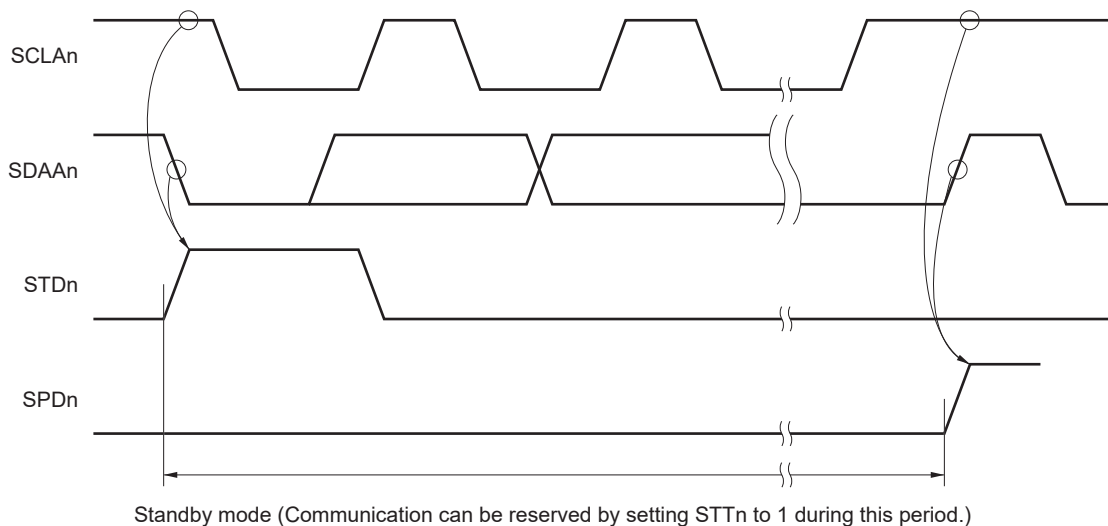 SCLAn
SDAAn
STDn
SPDn
Standby mode (Communication can be reserved by setting STTn to 1 during this period.)